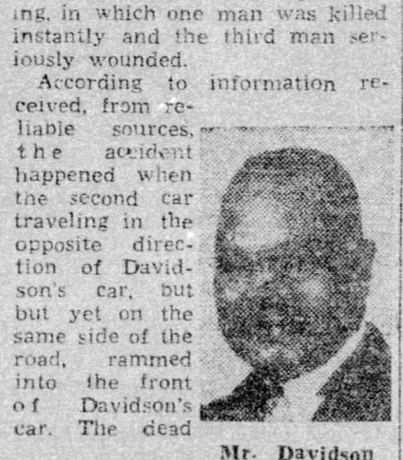 ing, in which one man was killed
instantly and the third man ser-
iously wounded.
According to information re-
ceived, from re-
liable sources,
the accident
happened when
the second car
traveling in the
opposite direc-
tion of David-
son's car, but
but yet on the
same side of the
road, rammed
into the front
of Davidson's
car. The dead
Mr. Davidson